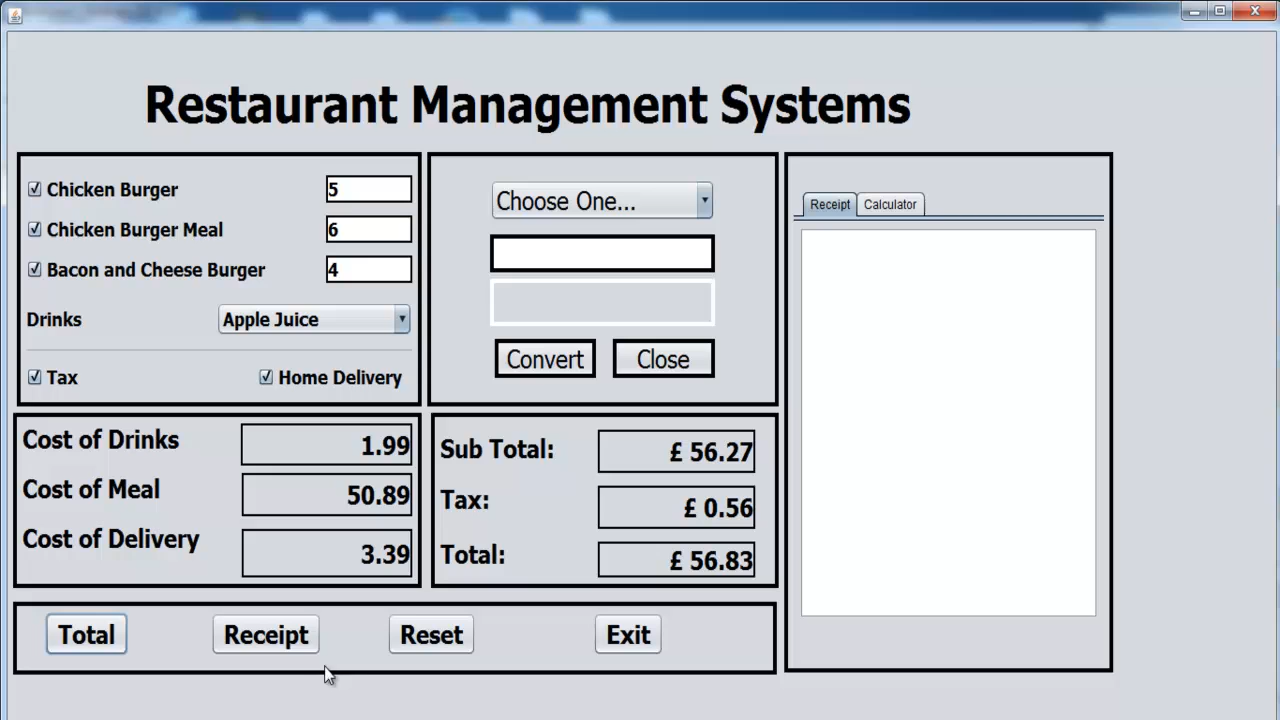 Restaurant Management Systems
Chicken Burger 5
Chicken Burger Meal 6
Bacon and Cheese Burger 4
Drinks Apple Juice
Tax Home Delivery
Choose One...
Convert Close
Receipt Calculator
Cost of Drinks 1.99
Cost of Meal 50.89
Cost of Delivery 3.39
Sub Total: £ 56.27
Tax: £ 0.56
Total: £ 56.83
Total Receipt Reset Exit